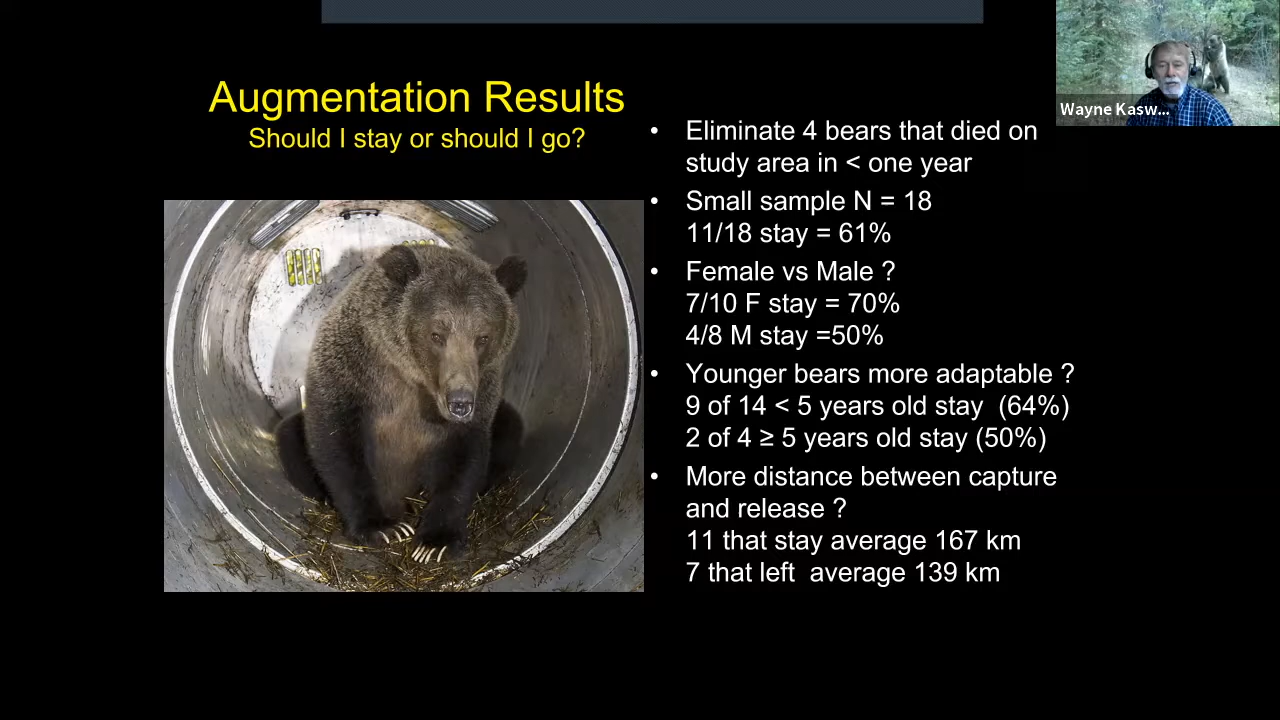 Augmentation Results
Should I stay or should I go?
• Eliminate 4 bears that died on
study area in < one year
• Small sample N = 18
11/18 stay = 61%
• Female vs Male ?
7/10 F stay = 70%
4/8 M stay =50%
• Younger bears more adaptable ?
9 of 14 < 5 years old stay (64%)
2 of 4 ≥ 5 years old stay (50%)
• More distance between capture
and release ?
11 that stay average 167 km
7 that left average 139 km
Wayne Kasw...